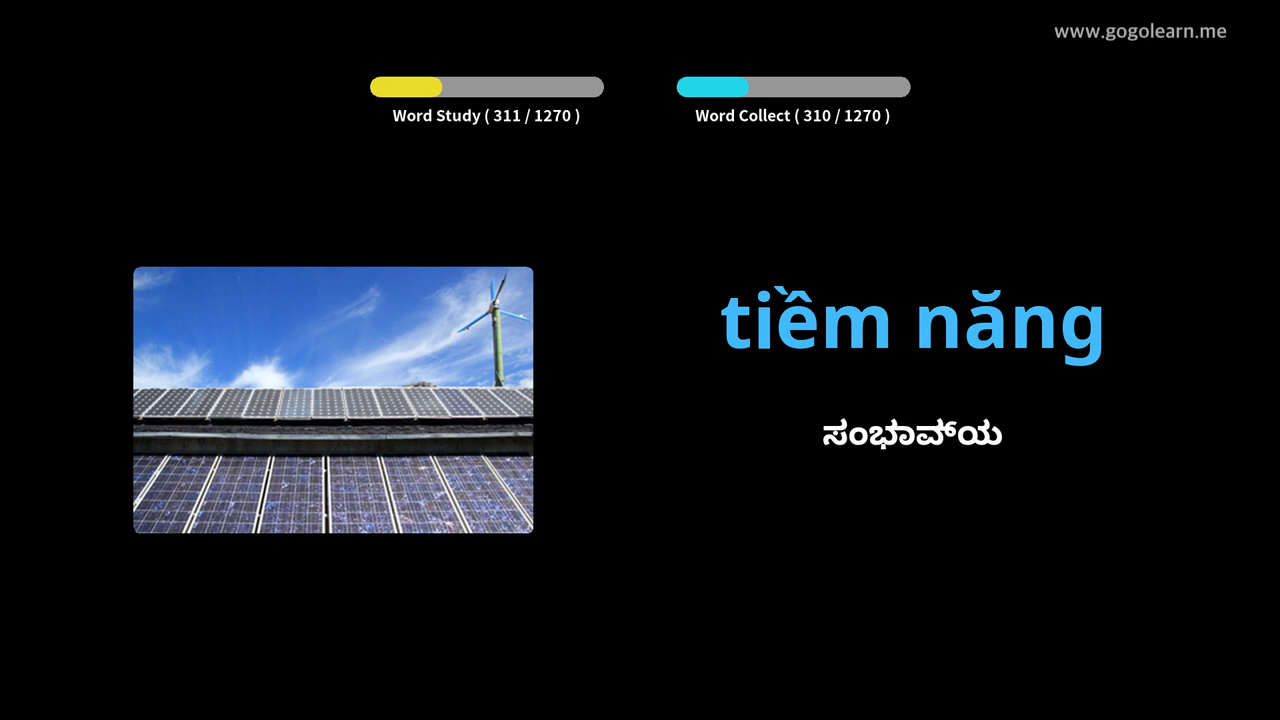 www.gogolearn.me
Word Study ( 311 / 1270 )
Word Collect ( 310 / 1270 )
tiềm năng
ಸಂಭಾವ್ಯ